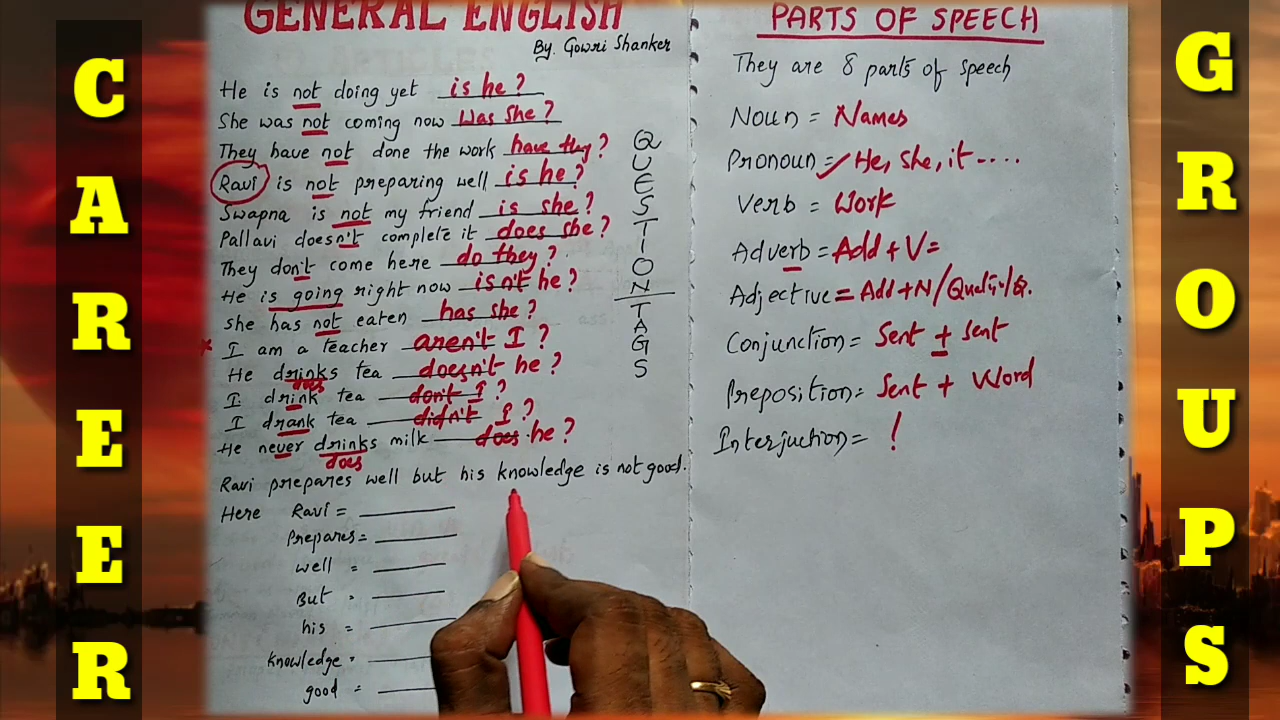 CAREER
GENERAL ENGLISH
By. Gowri Shanker
He is not doing yet is he?
She was not coming now Was she?
They have not done the work have they?
Ravi is not preparing well is he?
Swapna is not my friend is she?
Pallavi doesn't complete it does she?
They don't come here do they?
He is going right now isn't he?
she has not eaten has she?
* I am a teacher aren't I?
He drinks tea doesn't he?
does
I drink tea don't I?
I drank tea didn't I?
He never drinks milk does he?
does
Ravi prepares well but his knowledge is not good.
Here Ravi =
Prepares =
well =
But =
his =
knowledge =
good =
QUESTION TAGS
PARTS OF SPEECH
They are 8 parts of speech
Noun = Names
Pronoun = He, She, it ....
Verb = Work
Adverb = Add + V =
Adjective = Add + N /
Conjunction = Sent + sent
Preposition = Sent + Word
Interjuction = !
GROUPS